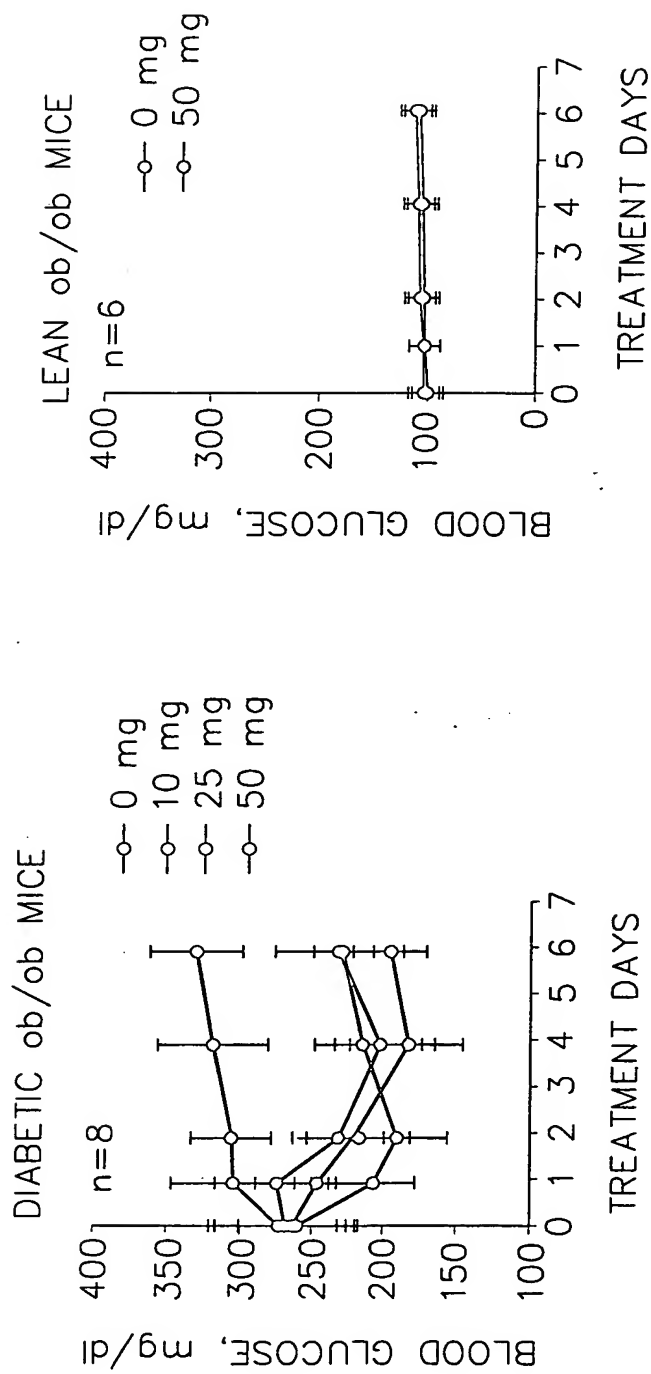 DIABETIC ob/ob MICE
n=8
0 mg
10 mg
25 mg
50 mg
BLOOD GLUCOSE, mg/dl
400
300
250
200
150
100
0 1 2 3 4 5 6 7
TREATMENT DAYS
LEAN ob/ob MICE
n=6
0 mg
50 mg
BLOOD GLUCOSE, mg/dl
400
300
200
100
0
0 1 2 3 4 5 6 7
TREATMENT DAYS